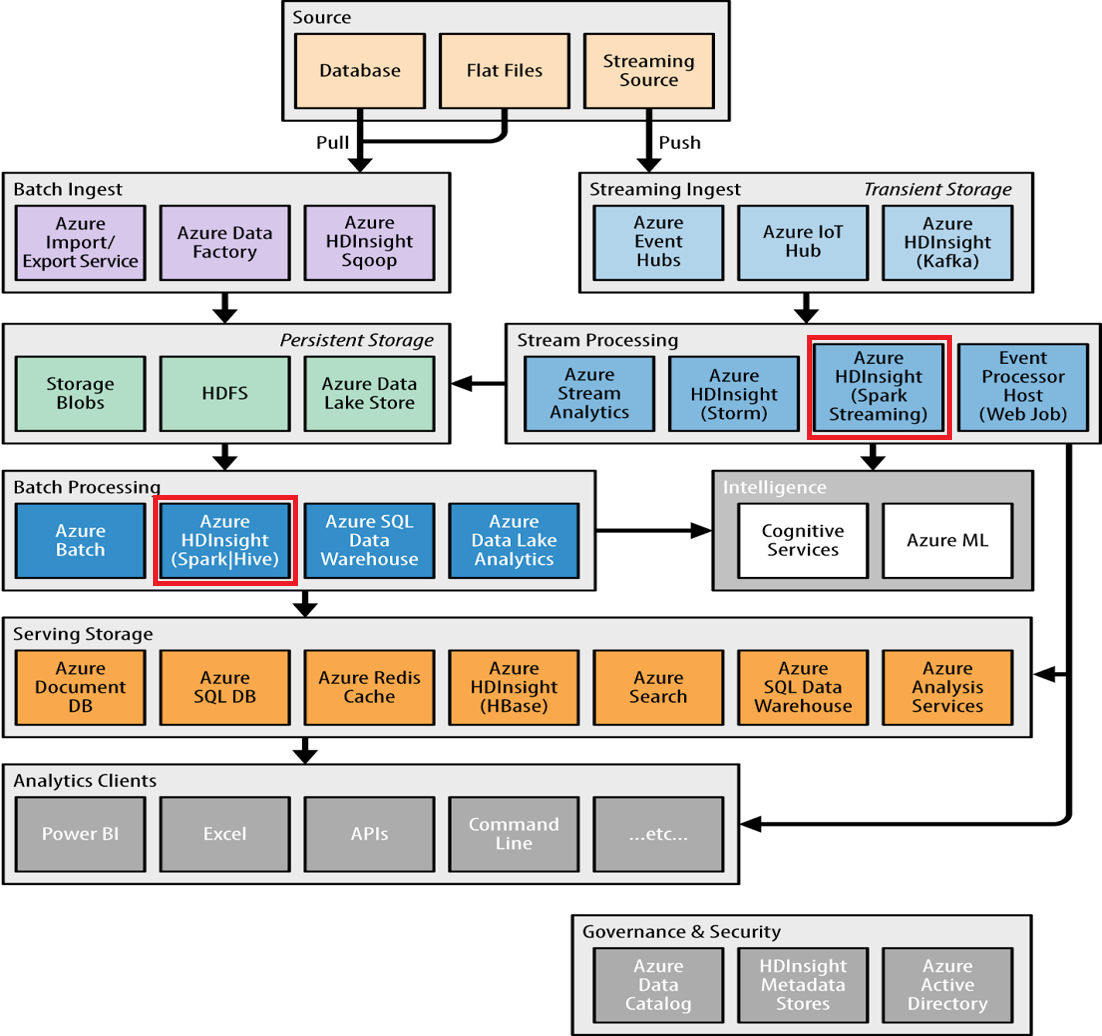 Source
Database
Flat Files
Streaming
Source
Pull
Push
Batch Ingest
Azure
Import/
Export Service
Azure Data
Factory
Azure
HDInsight
Sqoop
Streaming Ingest
Transient Storage
Azure
Event
Hubs
Azure IoT
Hub
Azure
HDInsight
(Kafka)
Persistent Storage
Storage
Blobs
HDFS
Azure Data
Lake Store
Stream Processing
Azure
Stream
Analytics
Azure
HDInsight
(Storm)
Azure
HDInsight
(Spark
Streaming)
Event
Processor
Host
(Web Job)
Batch Processing
Azure
Batch
Azure
HDInsight
(Spark|Hive)
Azure SQL
Data
Warehouse
Azure
Data Lake
Analytics
Intelligence
Cognitive
Services
Azure ML
Serving Storage
Azure
Document
DB
Azure
SQL DB
Azure Redis
Cache
Azure
HDInsight
(HBase)
Azure
Search
Azure
SQL Data
Warehouse
Azure
Analysis
Services
Analytics Clients
Power BI
Excel
APIs
Command
Line
...etc...
Governance & Security
Azure
Data
Catalog
HDInsight
Metadata
Stores
Azure
Active
Directory